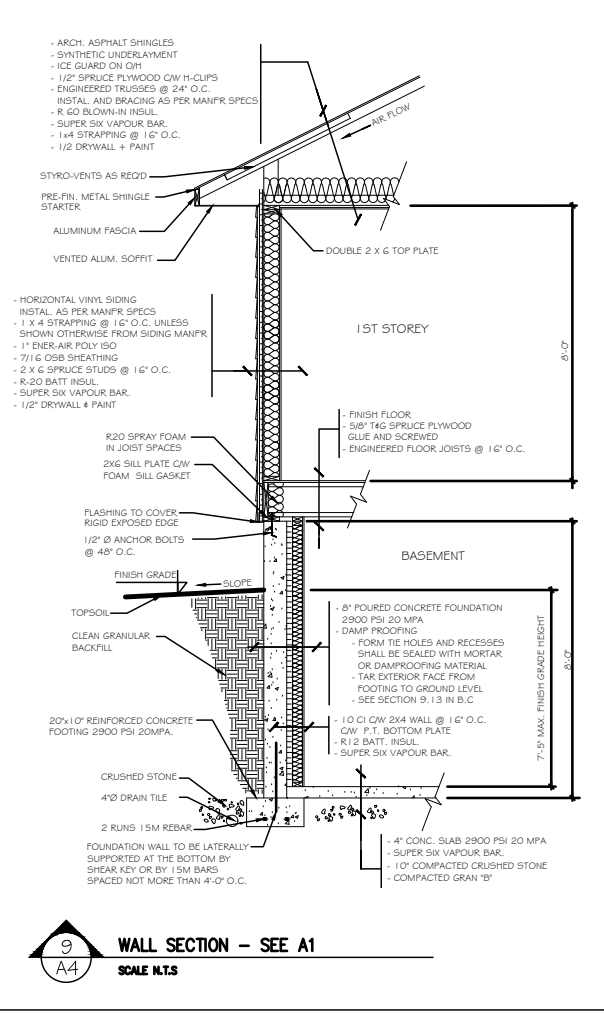 - ARCH. ASPHALT SHINGLES
- SYNTHETIC UNDERLAYMENT
- ICE GUARD ON O/H
- 1/2" SPRUCE PLYWOOD C/W H-CLIPS
- ENGINEERED TRUSSES @ 24" O.C.
INSTAL. AND BRACING AS PER MANF'R SPECS
- R 60 BLOWN-IN INSUL.
- SUPER SIX VAPOUR BAR.
- 1x4 STRAPPING @ 16" O.C.
- 1/2 DRYWALL + PAINT
AIR FLOW
STYRO-VENTS AS REQ'D
PRE-FIN. METAL SHINGLE
STARTER
ALUMINUM FASCIA
VENTED ALUM. SOFFIT
DOUBLE 2 X 6 TOP PLATE
- HORIZONTAL VINYL SIDING
INSTAL. AS PER MANF'R SPECS
- 1 X 4 STRAPPING @ 16" O.C. UNLESS
SHOWN OTHERWISE FROM SIDING MANF'R
- 1" ENER-AIR POLY ISO
- 7/16 OSB SHEATHING
- 2 X 6 SPRUCE STUDS @ 16" O.C.
- R-20 BATT INSUL.
- SUPER SIX VAPOUR BAR.
- 1/2" DRYWALL & PAINT
1ST STOREY
8'-0"
- FINISH FLOOR
- 5/8" T&G SPRUCE PLYWOOD
GLUE AND SCREWED
- ENGINEERED FLOOR JOISTS @ 16" O.C.
R20 SPRAY FOAM
IN JOIST SPACES
2X6 SILL PLATE C/W
FOAM SILL GASKET
FLASHING TO COVER
RIGID EXPOSED EDGE
1/2" Ø ANCHOR BOLTS
@ 48" O.C.
BASEMENT
FINISH GRADE
SLOPE
TOPSOIL
CLEAN GRANULAR
BACKFILL
- 8" POURED CONCRETE FOUNDATION
2900 PSI 20 MPA
- DAMP PROOFING
- FORM TIE HOLES AND RECESSES
SHALL BE SEALED WITH MORTAR
OR DAMPROOFING MATERIAL
- TAR EXTERIOR FACE FROM
FOOTING TO GROUND LEVEL
- SEE SECTION 9.13 IN B.C
7'-5" MAX. FINISH GRADE HEIGHT
8'-0"
20"x10" REINFORCED CONCRETE
FOOTING 2900 PSI 20MPA.
- 10 CI C/W 2X4 WALL @ 16" O.C.
C/W P.T. BOTTOM PLATE
- R12 BATT. INSUL.
- SUPER SIX VAPOUR BAR.
CRUSHED STONE
4"Ø DRAIN TILE
2 RUNS 15M REBAR
FOUNDATION WALL TO BE LATERALLY
SUPPORTED AT THE BOTTOM BY
SHEAR KEY OR BY 15M BARS
SPACED NOT MORE THAN 4'-0" O.C.
- 4" CONC. SLAB 2900 PSI 20 MPA
- SUPER SIX VAPOUR BAR.
- 10" COMPACTED CRUSHED STONE
- COMPACTED GRAN "B"
9
A4
WALL SECTION - SEE A1
SCALE N.T.S